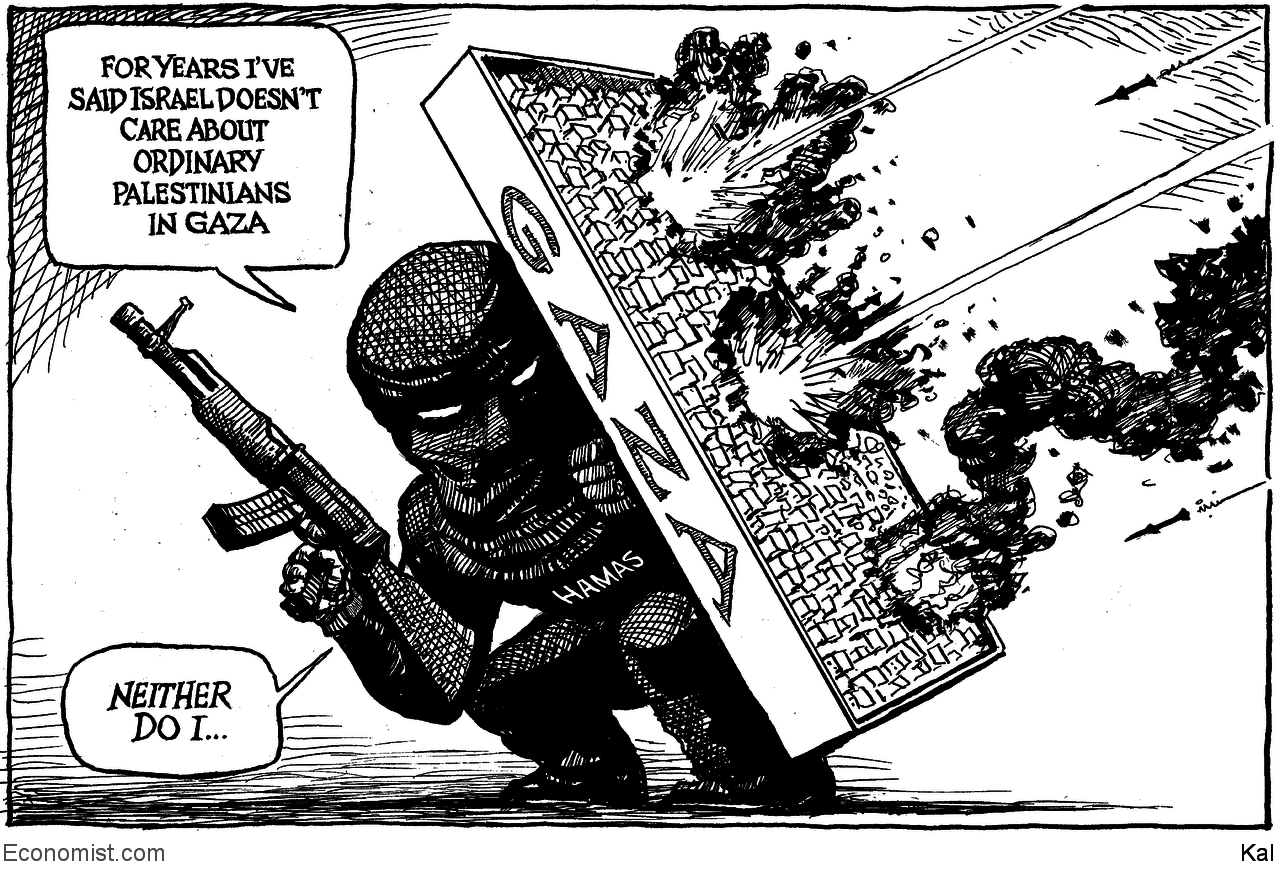 FOR YEARS I'VE
SAID ISRAEL DOESN'T
CARE ABOUT
ORDINARY
PALESTINIANS
IN GAZA
GAZA
HAMAS
NEITHER
DO I...
Economist.com
Kal